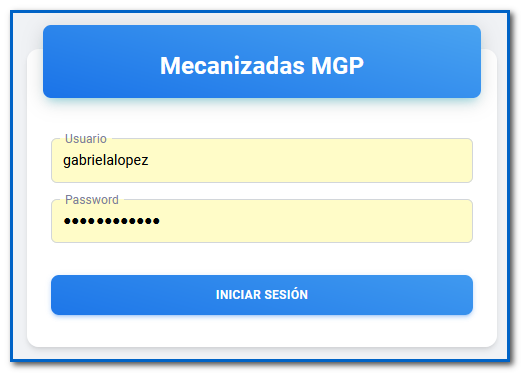 Mecanizadas MGP
Usuario
gabrielalopez
Password
●●●●●●●●●●●●
INICIAR SESIÓN